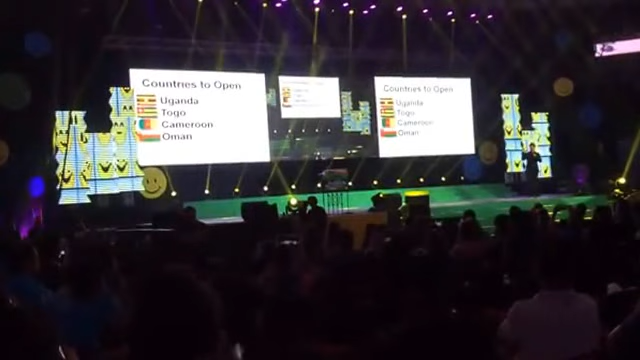 Countries to Open
Uganda
Togo
Cameroon
Oman
Countries to Open
Uganda
Togo
Cameroon
Oman